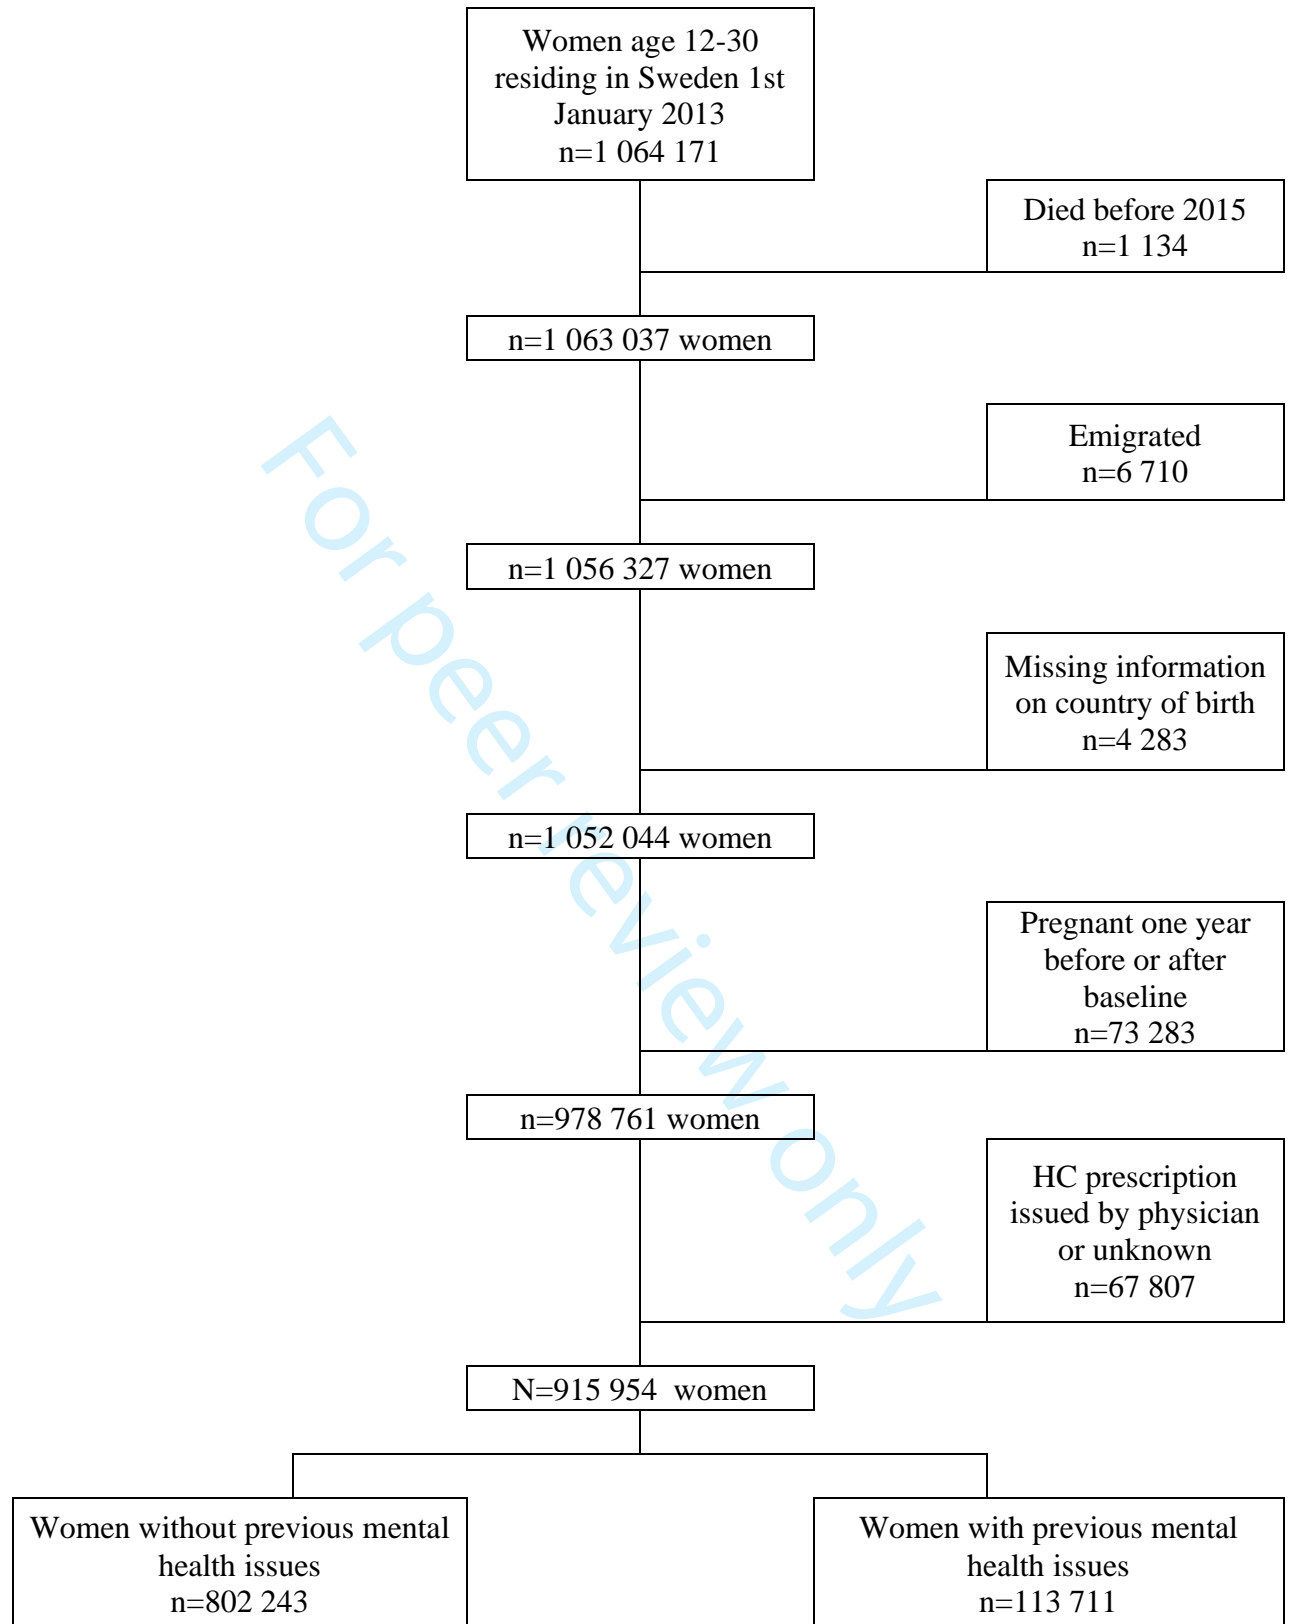 Women age 12-30
residing in Sweden 1st
January 2013
n=1 064 171
Died before 2015
n=1 134
n=1 063 037 women
Emigrated
n=6 710
n=1 056 327 women
Missing information
on country of birth
n=4 283
n=1 052 044 women
Pregnant one year
before or after
baseline
n=73 283
n=978 761 women
HC prescription
issued by physician
or unknown
n=67 807
N=915 954  women
Women without previous mental
health issues
n=802 243
Women with previous mental
health issues
n=113 711
For peer review only